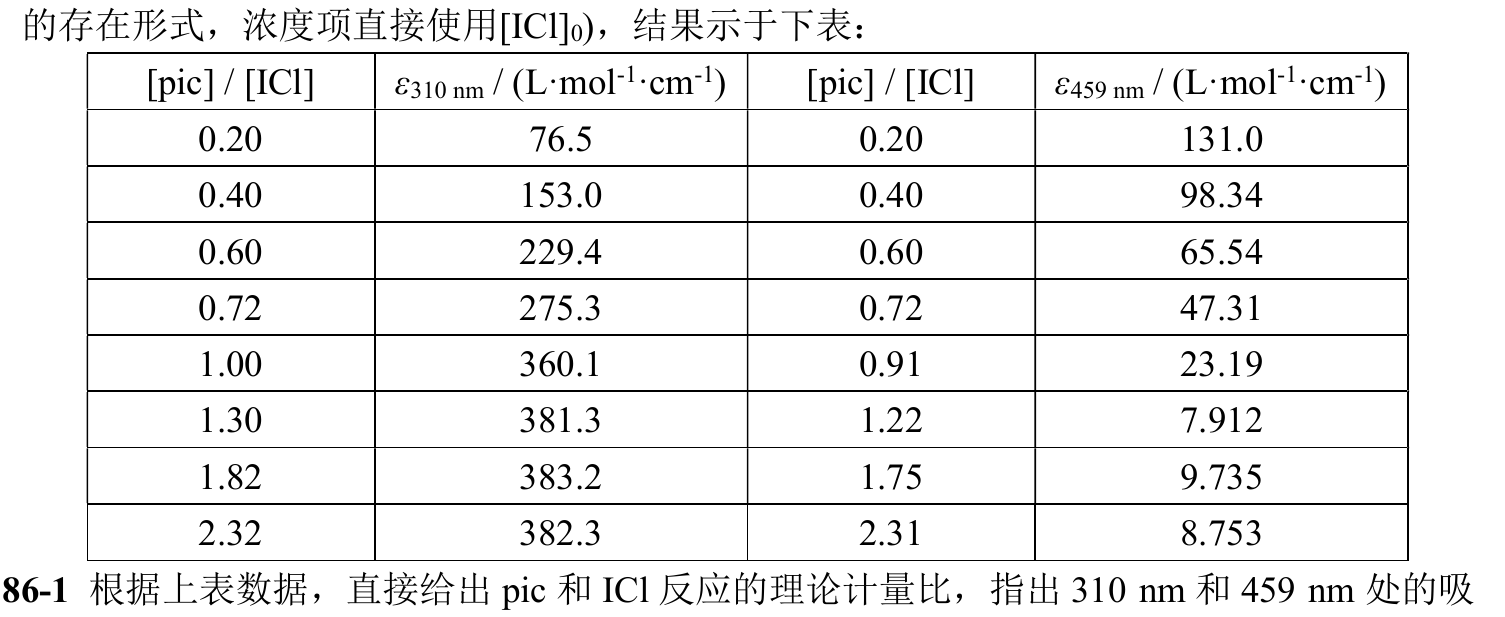 的存在形式，浓度项直接使用[ICl]₀)，结果示于下表：
[pic] / [ICl] ε₃₁₀ ₙₘ / (L·mol⁻¹·cm⁻¹) [pic] / [ICl] ε₄₅₉ ₙₘ / (L·mol⁻¹·cm⁻¹)
0.20 76.5 0.20 131.0
0.40 153.0 0.40 98.34
0.60 229.4 0.60 65.54
0.72 275.3 0.72 47.31
1.00 360.1 0.91 23.19
1.30 381.3 1.22 7.912
1.82 383.2 1.75 9.735
2.32 382.3 2.31 8.753
86-1 根据上表数据，直接给出 pic 和 ICl 反应的理论计量比，指出 310 nm 和 459 nm 处的吸